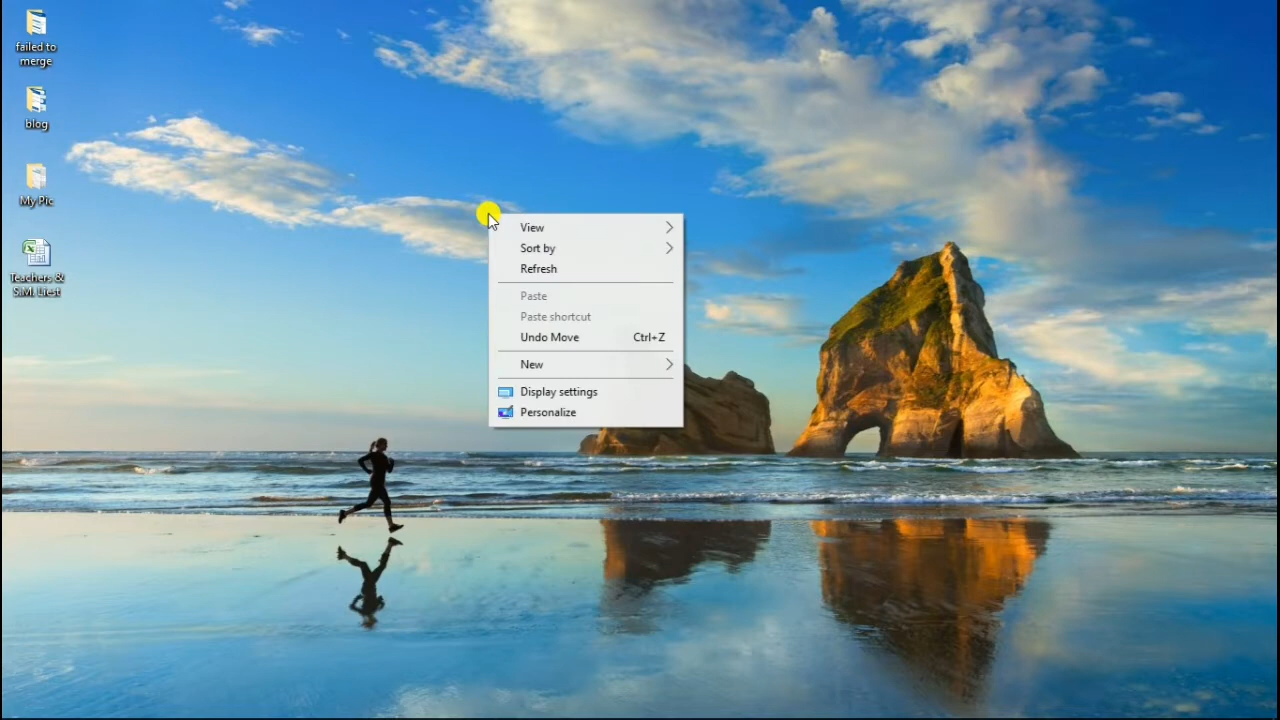 failed to
merge
blog
My Pic
Teachers &
SIM Liest
View
Sort by
Refresh
Paste
Paste shortcut
Undo Move Ctrl+Z
New
Display settings
Personalize